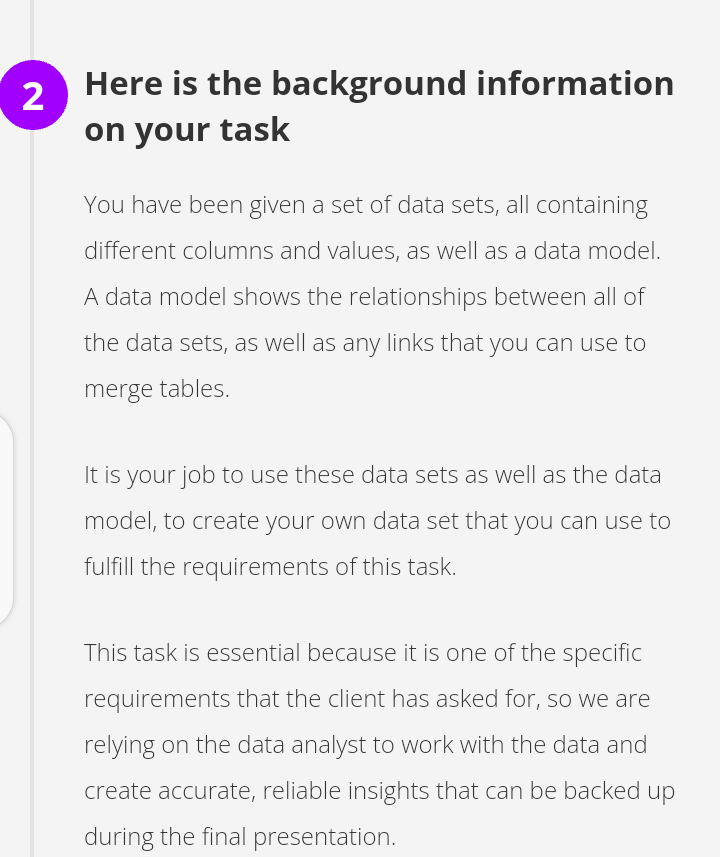 2
Here is the background information
on your task
You have been given a set of data sets, all containing
different columns and values, as well as a data model.
A data model shows the relationships between all of
the data sets, as well as any links that you can use to
merge tables.
It is your job to use these data sets as well as the data
model, to create your own data set that you can use to
fulfill the requirements of this task.
This task is essential because it is one of the specific
requirements that the client has asked for, so we are
relying on the data analyst to work with the data and
create accurate, reliable insights that can be backed up
during the final presentation.